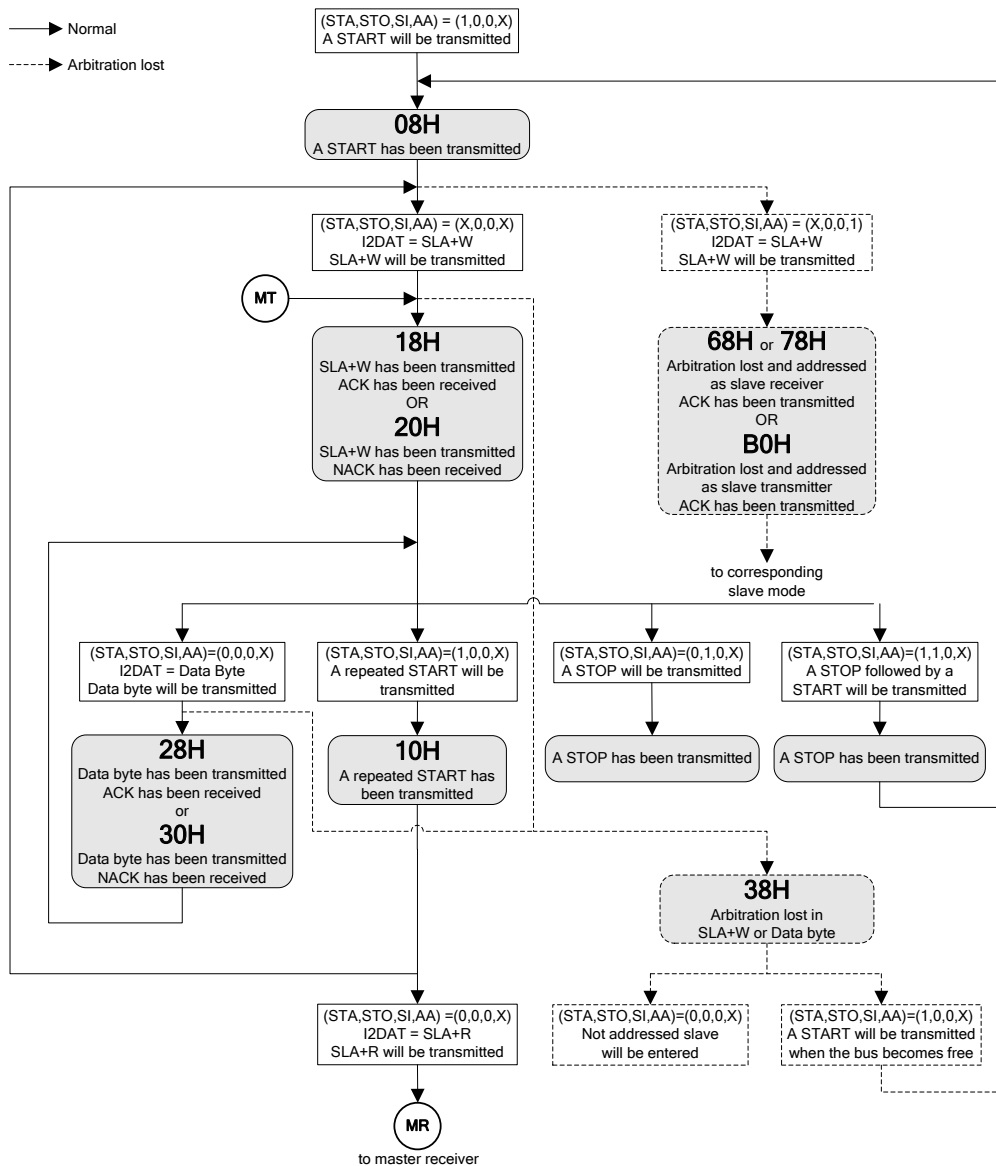 (STA,STO,SI,AA) = (1,0,0,X)
A START will be transmitted
Normal
Arbitration lost
08H
A START has been transmitted
(STA,STO,SI,AA) = (X,0,0,X)
I2DAT = SLA+W
SLA+W will be transmitted
(STA,STO,SI,AA) = (X,0,0,1)
I2DAT = SLA+W
SLA+W will be transmitted
MT
18H
SLA+W has been transmitted
ACK has been received
OR
20H
SLA+W has been transmitted
NACK has been received
68H or 78H
Arbitration lost and addressed
as slave receiver
ACK has been transmitted
OR
B0H
Arbitration lost and addressed
as slave transmitter
ACK has been transmitted
to corresponding
slave mode
(STA,STO,SI,AA)=(0,0,0,X)
I2DAT = Data Byte
Data byte will be transmitted
(STA,STO,SI,AA)=(1,0,0,X)
A repeated START will be
transmitted
(STA,STO,SI,AA)=(0,1,0,X)
A STOP will be transmitted
(STA,STO,SI,AA)=(1,1,0,X)
A STOP followed by a
START will be transmitted
28H
Data byte has been transmitted
ACK has been received
or
30H
Data byte has been transmitted
NACK has been received
10H
A repeated START has
been transmitted
A STOP has been transmitted
A STOP has been transmitted
38H
Arbitration lost in
SLA+W or Data byte
(STA,STO,SI,AA) =(0,0,0,X)
I2DAT = SLA+R
SLA+R will be transmitted
(STA,STO,SI,AA)=(0,0,0,X)
Not addressed slave
will be entered
(STA,STO,SI,AA)=(1,0,0,X)
A START will be transmitted
when the bus becomes free
MR
to master receiver